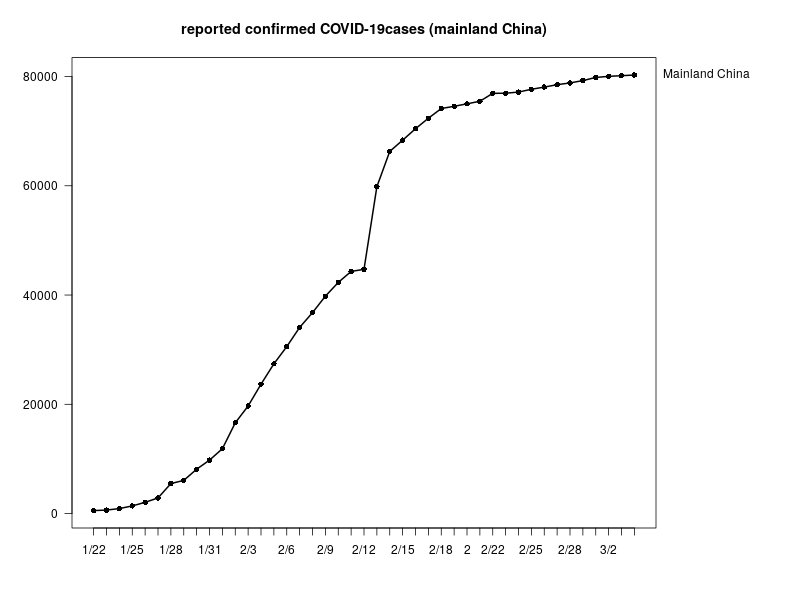 reported confirmed COVID-19cases (mainland China)
80000
Mainland China
60000
40000
20000
0
1/22 1/25 1/28 1/31 2/3 2/6 2/9 2/12 2/15 2/18 2 2/22 2/25 2/28 3/2